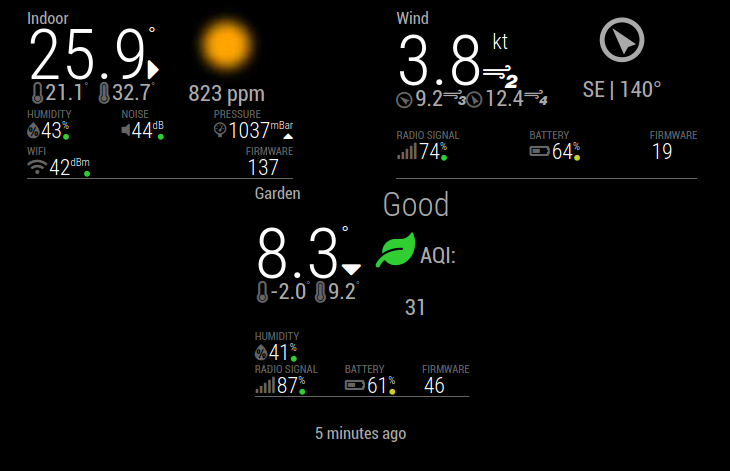 Indoor
25.9°
21.1° 32.7°
823 ppm
HUMIDITY NOISE PRESSURE
43% 44dB 1037mBar
WIFI FIRMWARE
42dBm 137
Wind
3.8 kt 2
9.2 3 12.4 4
SE | 140°
RADIO SIGNAL BATTERY FIRMWARE
74% 64% 19
Garden
8.3°
-2.0° 9.2°
Good
AQI:
31
HUMIDITY
41%
RADIO SIGNAL BATTERY FIRMWARE
87% 61% 46
5 minutes ago